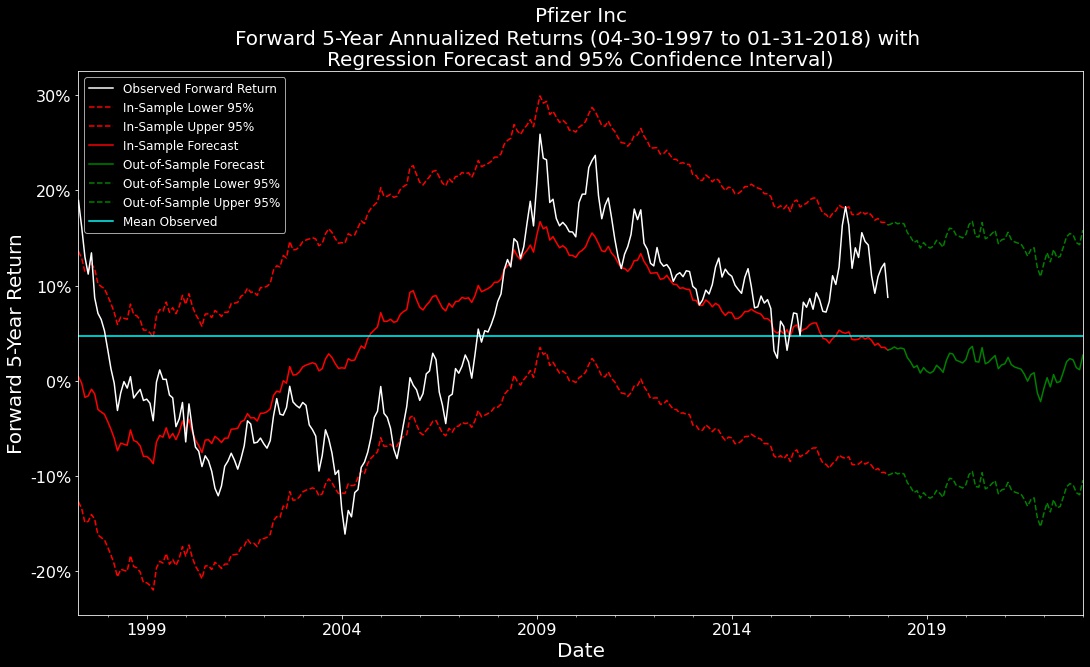 Pfizer Inc
Forward 5-Year Annualized Returns (04-30-1997 to 01-31-2018) with
Regression Forecast and 95% Confidence Interval)
Observed Forward Return
In-Sample Lower 95%
In-Sample Upper 95%
In-Sample Forecast
Out-of-Sample Forecast
Out-of-Sample Lower 95%
Out-of-Sample Upper 95%
Mean Observed
Forward 5-Year Return
30%
20%
10%
0%
-10%
-20%
1999 2004 2009 2014 2019
Date